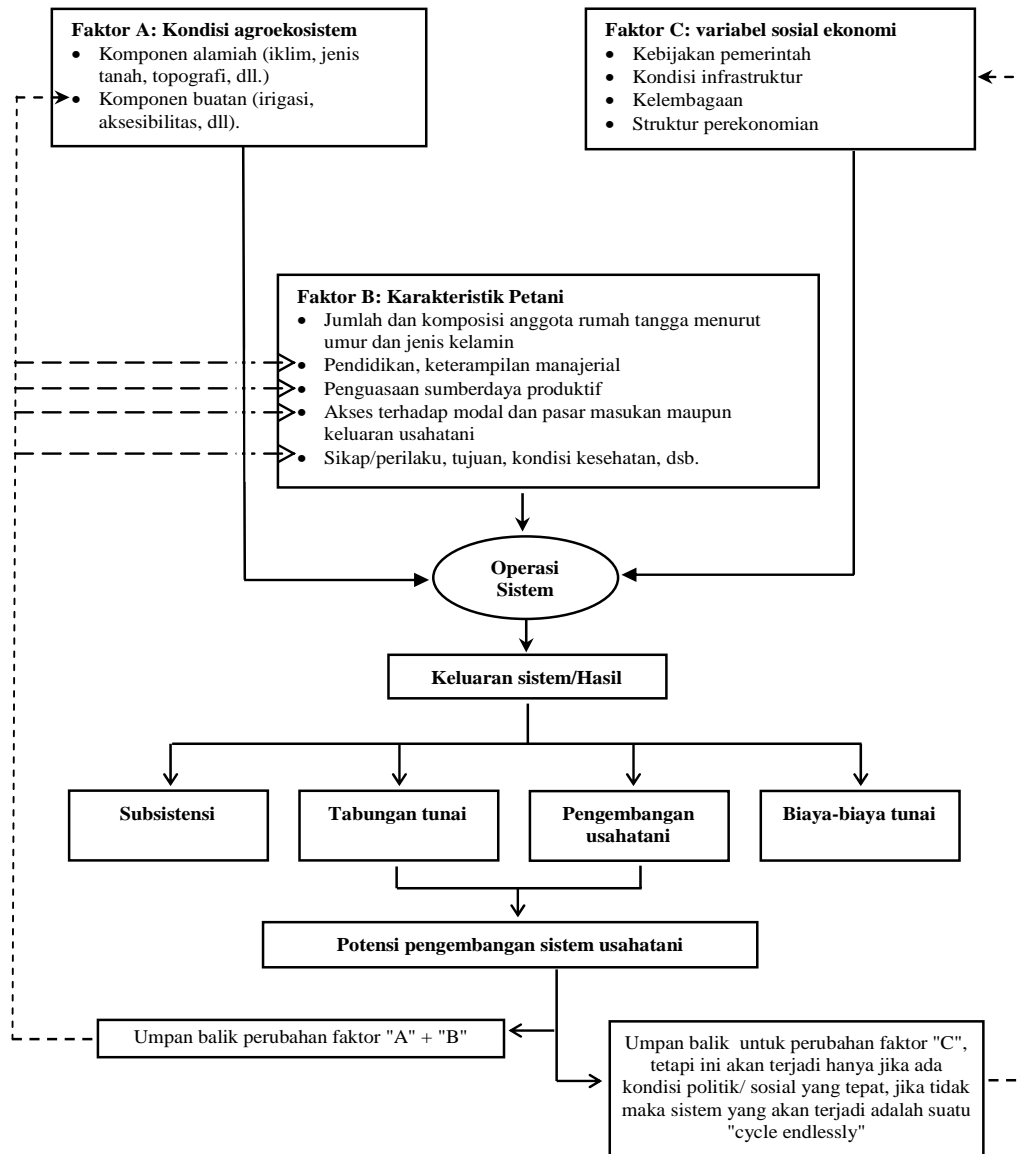 Faktor A: Kondisi agroekosistem
• Komponen alamiah (iklim, jenis
tanah, topografi, dll.)
• Komponen buatan (irigasi,
aksesibilitas, dll).
Faktor C: variabel sosial ekonomi
• Kebijakan pemerintah
• Kondisi infrastruktur
• Kelembagaan
• Struktur perekonomian
Faktor B: Karakteristik Petani
• Jumlah dan komposisi anggota rumah tangga menurut
umur dan jenis kelamin
• Pendidikan, keterampilan manajerial
• Penguasaan sumberdaya produktif
• Akses terhadap modal dan pasar masukan maupun
keluaran usahatani
• Sikap/perilaku, tujuan, kondisi kesehatan, dsb.
Operasi
Sistem
Keluaran sistem/Hasil
Subsistensi
Tabungan tunai
Pengembangan
usahatani
Biaya-biaya tunai
Potensi pengembangan sistem usahatani
Umpan balik perubahan faktor "A" + "B"
Umpan balik untuk perubahan faktor "C",
tetapi ini akan terjadi hanya jika ada
kondisi politik/ sosial yang tepat, jika tidak
maka sistem yang akan terjadi adalah suatu
"cycle endlessly"